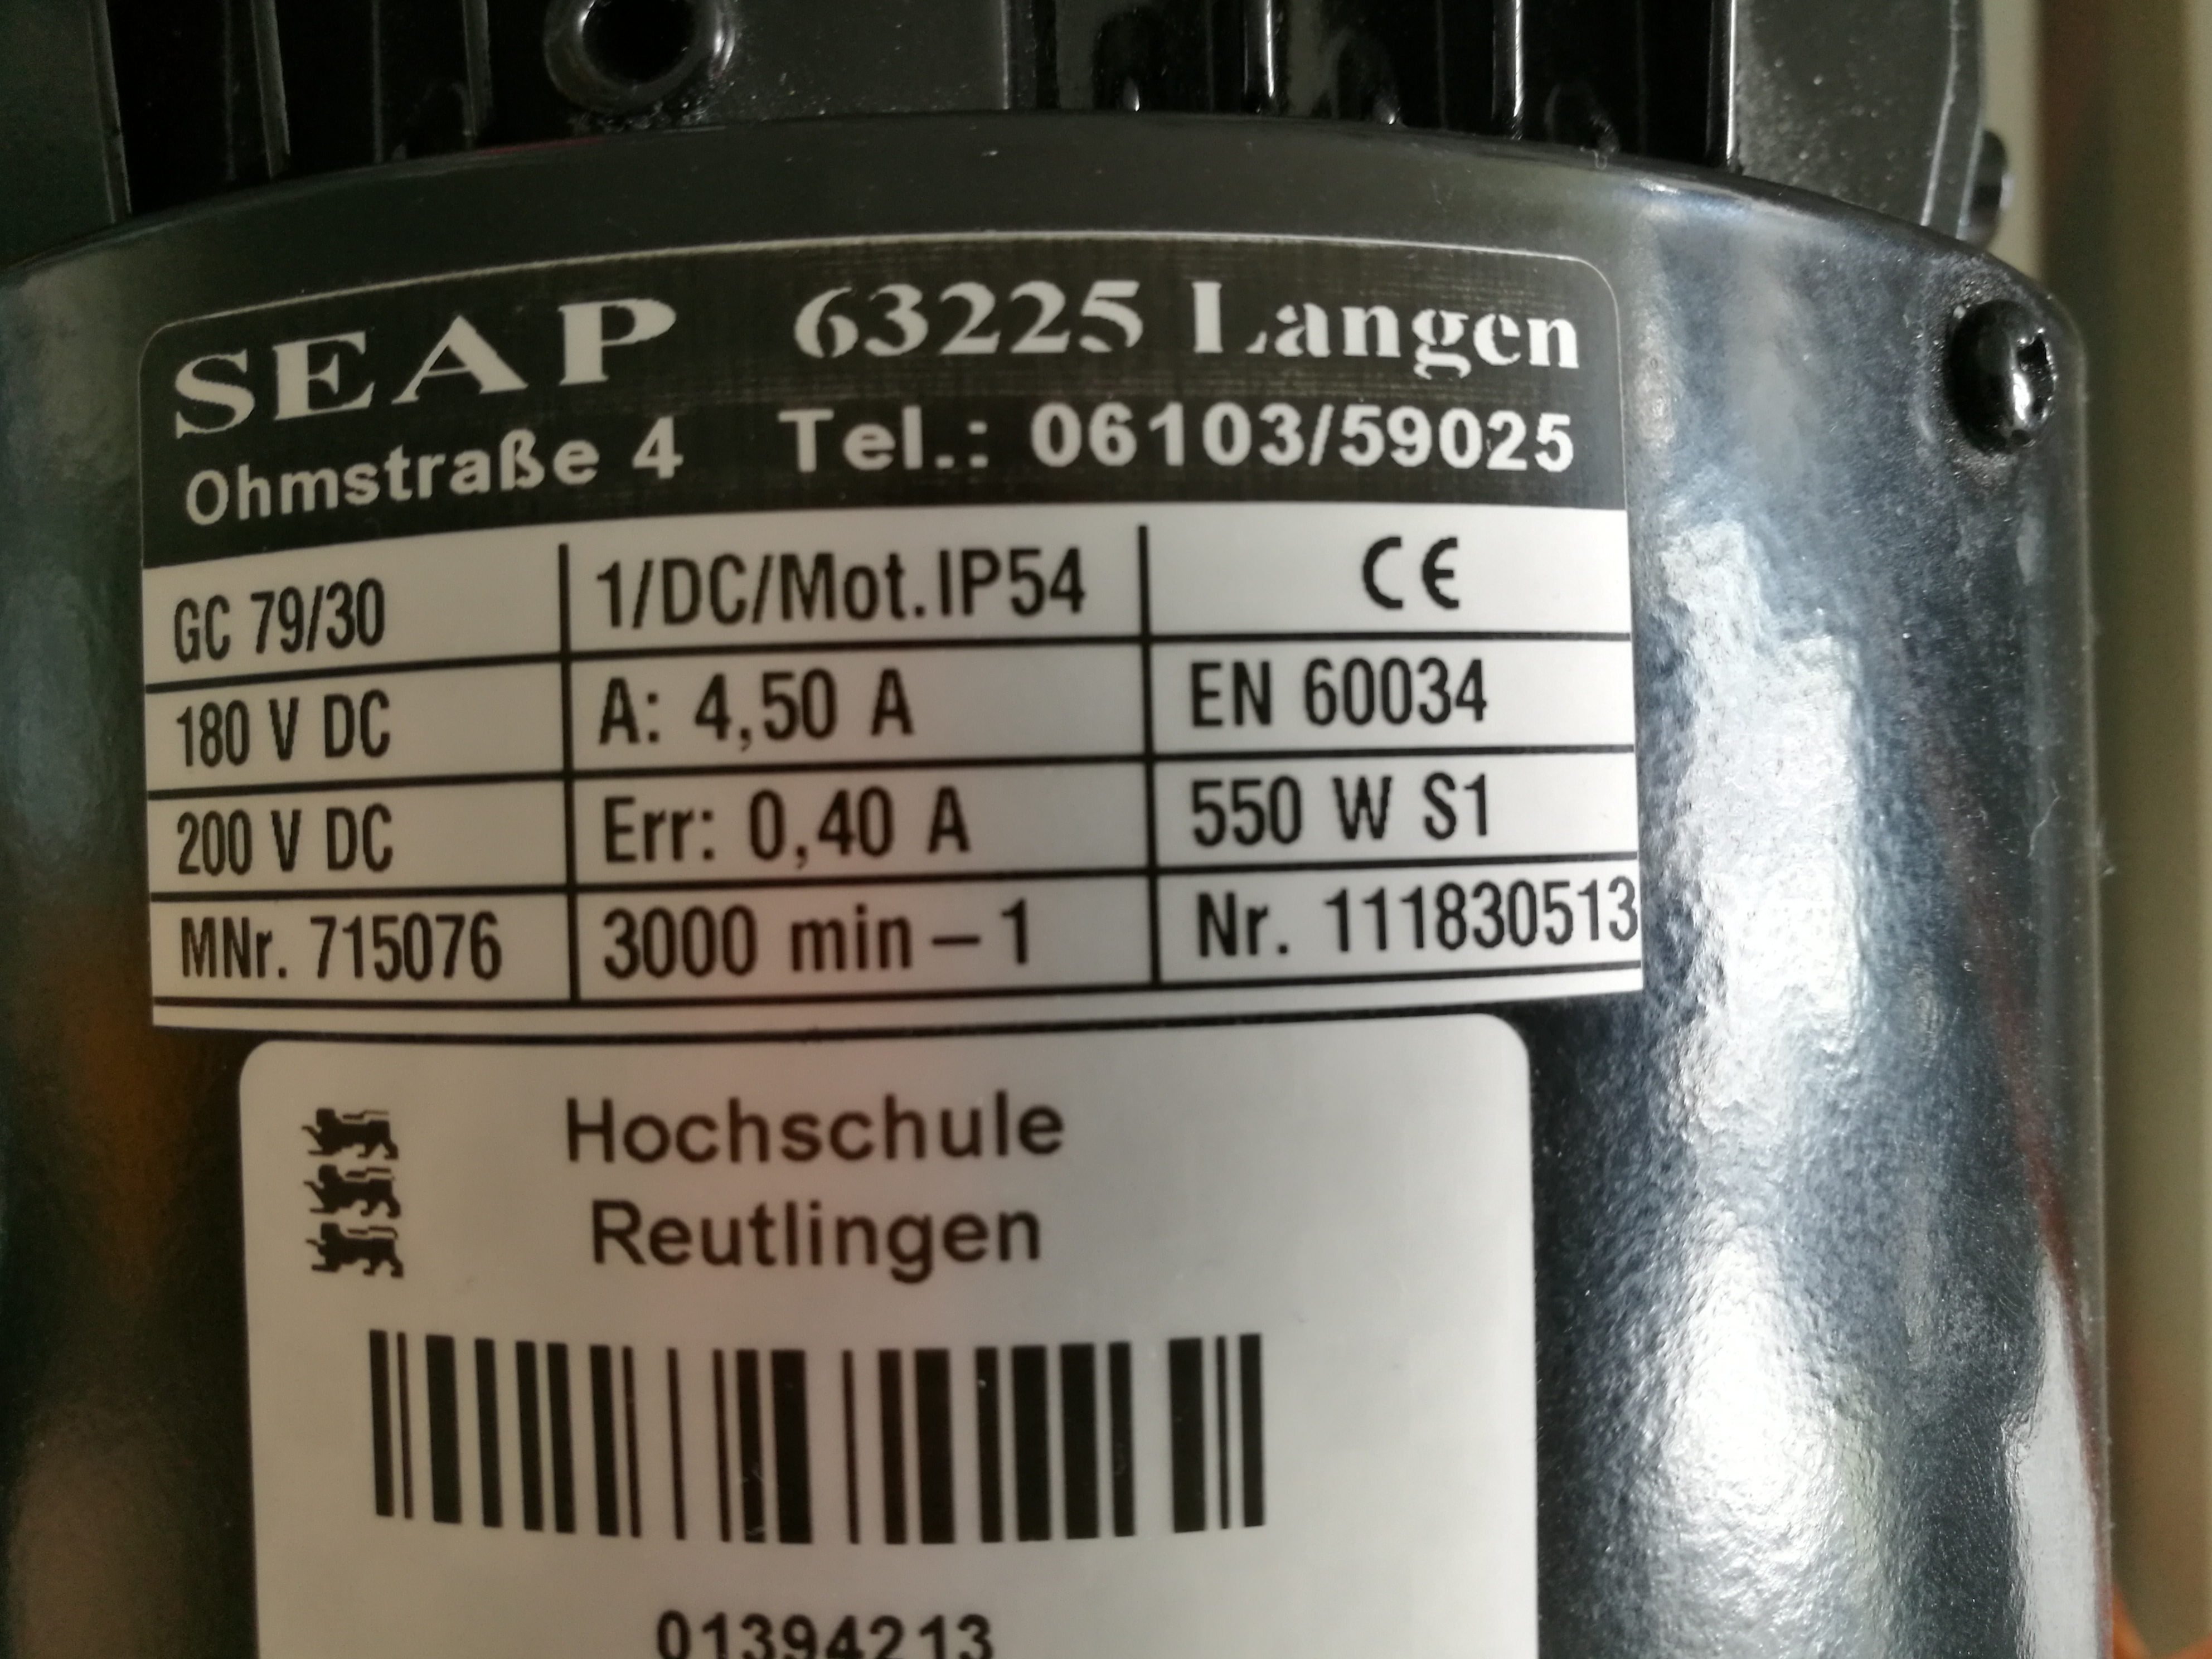 SEAP 63225 Langen
Ohmstraße 4 Tel.: 06103/59025
GC 79/30 1/DC/Mot. IP54 CE
180 V DC A: 4,50 A EN 60034
200 V DC Err: 0,40 A 550 W S1
MNr. 715076 3000 min – 1 Nr. 111830513
Hochschule
Reutlingen
01394213